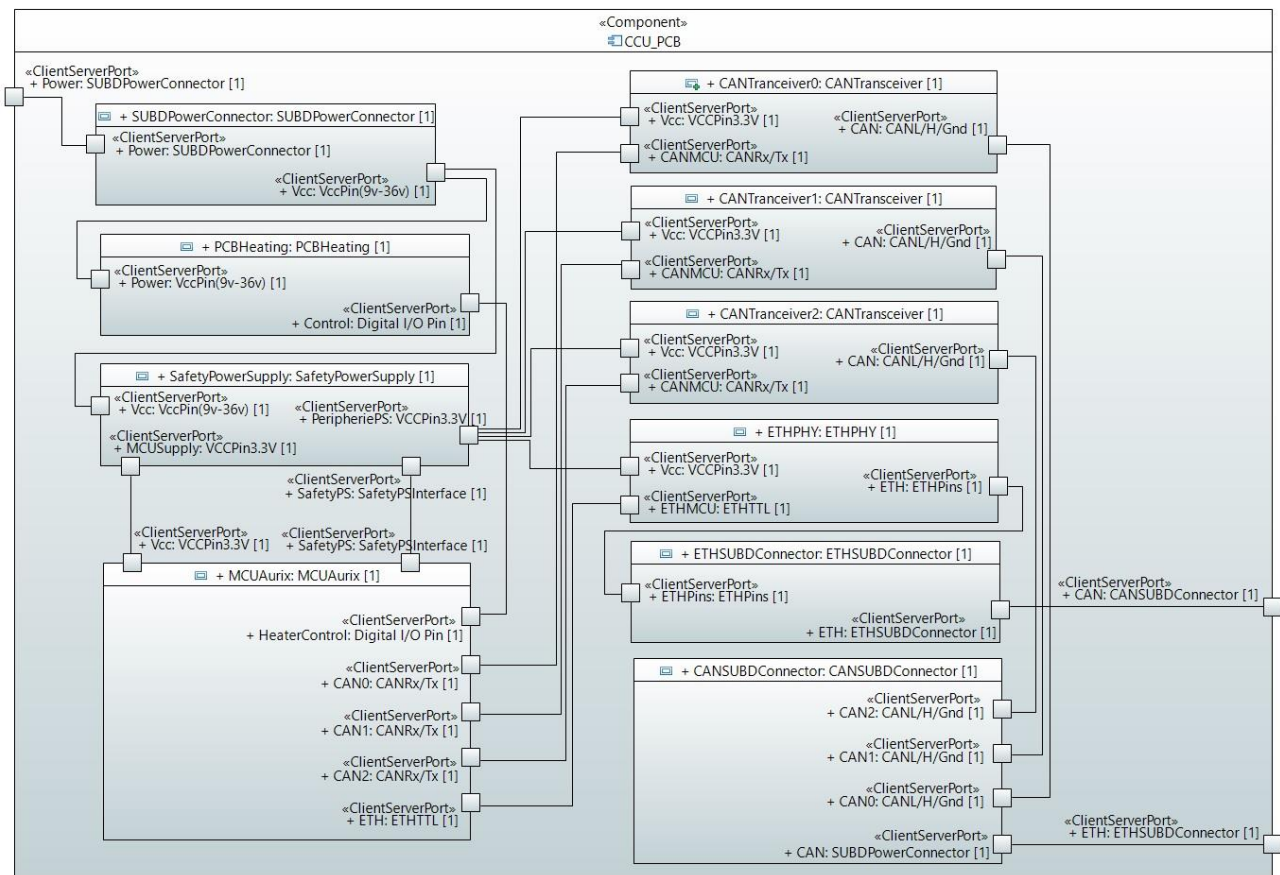 «Component»
CCU_PCB
«ClientServerPort»
+ Power: SUBDPowerConnector [1]
+ SUBDPowerConnector: SUBDPowerConnector [1]
«ClientServerPort»
+ Power: SUBDPowerConnector [1]
«ClientServerPort»
+ Vcc: VccPin(9v-36v) [1]
+ PCBHeating: PCBHeating [1]
«ClientServerPort»
+ Power: VccPin(9v-36v) [1]
«ClientServerPort»
+ Control: Digital I/O Pin [1]
+ SafetyPowerSupply: SafetyPowerSupply [1]
«ClientServerPort»
+ Vcc: VccPin(9v-36v) [1]
«ClientServerPort»
+ PeripheriePS: VCCPin3.3V [1]
«ClientServerPort»
+ MCUSupply: VCCPin3.3V [1]
«ClientServerPort»
+ SafetyPS: SafetyPSInterface [1]
«ClientServerPort»
+ Vcc: VCCPin3.3V [1]
«ClientServerPort»
+ SafetyPS: SafetyPSInterface [1]
+ MCUAurix: MCUAurix [1]
«ClientServerPort»
+ HeaterControl: Digital I/O Pin [1]
«ClientServerPort»
+ CAN0: CANRx/Tx [1]
«ClientServerPort»
+ CAN1: CANRx/Tx [1]
«ClientServerPort»
+ CAN2: CANRx/Tx [1]
«ClientServerPort»
+ ETH: ETHTTL [1]
+ CANTranceiver0: CANTransceiver [1]
«ClientServerPort»
+ Vcc: VCCPin3.3V [1]
«ClientServerPort»
+ CAN: CANL/H/Gnd [1]
«ClientServerPort»
+ CANMCU: CANRx/Tx [1]
+ CANTranceiver1: CANTransceiver [1]
«ClientServerPort»
+ Vcc: VCCPin3.3V [1]
«ClientServerPort»
+ CAN: CANL/H/Gnd [1]
«ClientServerPort»
+ CANMCU: CANRx/Tx [1]
+ CANTranceiver2: CANTransceiver [1]
«ClientServerPort»
+ Vcc: VCCPin3.3V [1]
«ClientServerPort»
+ CAN: CANL/H/Gnd [1]
«ClientServerPort»
+ CANMCU: CANRx/Tx [1]
+ ETHPHY: ETHPHY [1]
«ClientServerPort»
+ Vcc: VCCPin3.3V [1]
«ClientServerPort»
+ ETH: ETHPins [1]
«ClientServerPort»
+ ETHMCU: ETHTTL [1]
+ ETHSUBDConnector: ETHSUBDConnector [1]
«ClientServerPort»
+ ETHPins: ETHPins [1]
«ClientServerPort»
+ ETH: ETHSUBDConnector [1]
+ CANSUBDConnector: CANSUBDConnector [1]
«ClientServerPort»
+ CAN2: CANL/H/Gnd [1]
«ClientServerPort»
+ CAN1: CANL/H/Gnd [1]
«ClientServerPort»
+ CAN0: CANL/H/Gnd [1]
«ClientServerPort»
+ CAN: SUBDPowerConnector [1]
«ClientServerPort»
+ CAN: CANSUBDConnector [1]
«ClientServerPort»
+ ETH: ETHSUBDConnector [1]